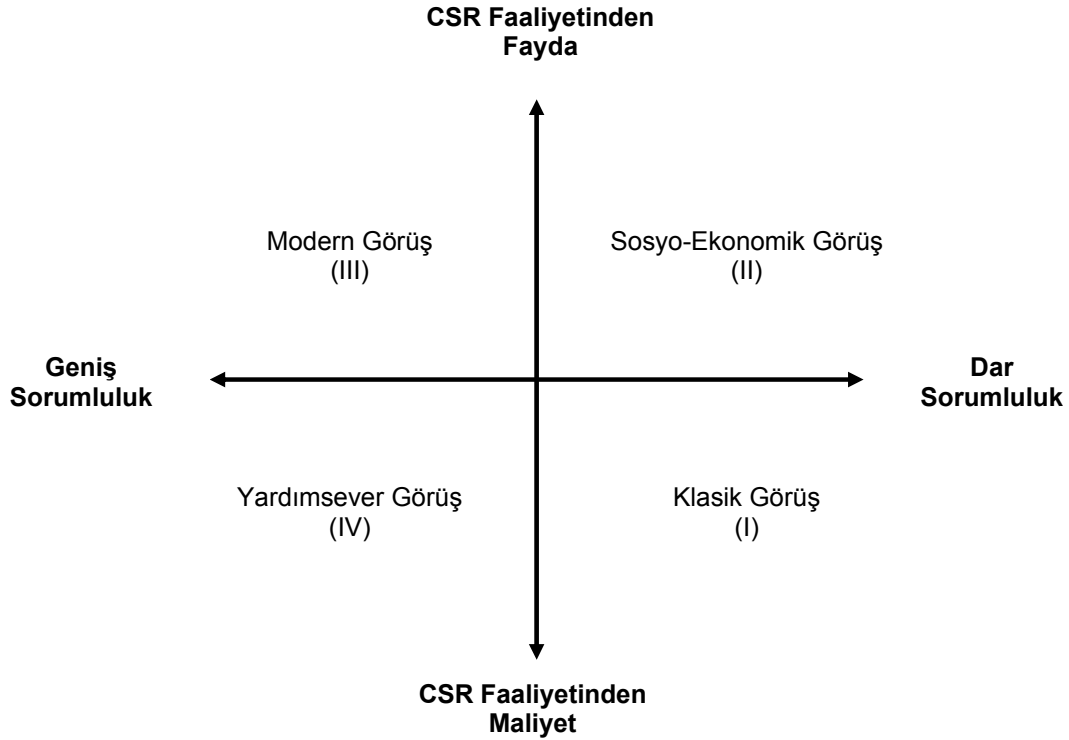 CSR Faaliyetinden
Fayda
Modern Görüş
(III)
Sosyo-Ekonomik Görüş
(II)
Geniş
Sorumluluk
Dar
Sorumluluk
Yardımsever Görüş
(IV)
Klasik Görüş
(I)
CSR Faaliyetinden
Maliyet